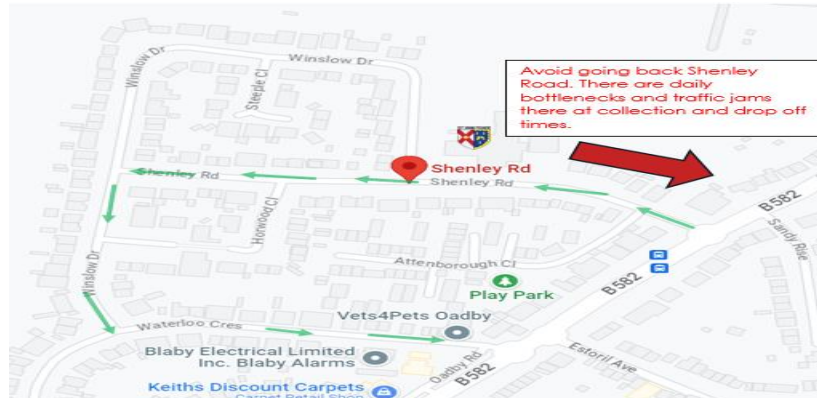 Winslow Dr
Winslow Dr
Steeple Cl
Avoid going back Shenley
Road. There are daily
bottlenecks and traffic jams
there at collection and drop off
times.
Shenley Rd
Shenley Rd
Shenley Rd
B582
Sandy Rise
Horwood Cl
Attenborough Cl
Winslow Dr
Play Park
B582
Waterloo Cres
Vets4Pets Oadby
Blaby Electrical Limited
Inc. Blaby Alarms
Oadby Rd
B582
Estoril Ave
Keiths Discount Carpets
Carpet Retail Shop